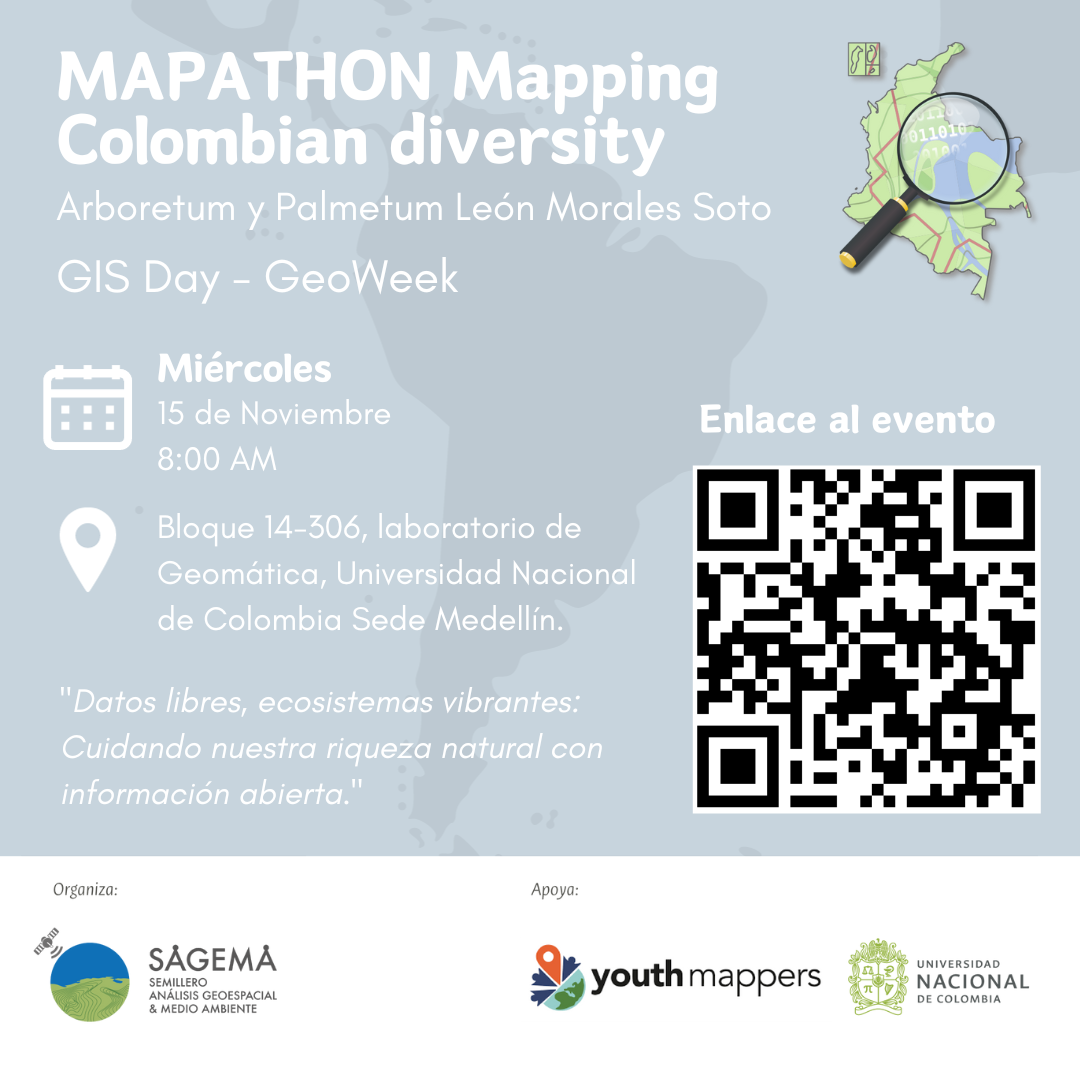 MAPATHON Mapping
Colombian diversity
Arboretum y Palmetum León Morales Soto
GIS Day - GeoWeek
Miércoles
15 de Noviembre
8:00 AM
Bloque 14-306, laboratorio de
Geomática, Universidad Nacional
de Colombia Sede Medellín.
"Datos libres, ecosistemas vibrantes:
Cuidando nuestra riqueza natural con
información abierta."
Enlace al evento
011010
Organiza:
SÅGEMÅ
SEMILLERO
ANÁLISIS GEOESPACIAL
& MEDIO AMBIENTE
Apoya:
youthmappers
UNIVERSIDAD
NACIONAL
DE COLOMBIA